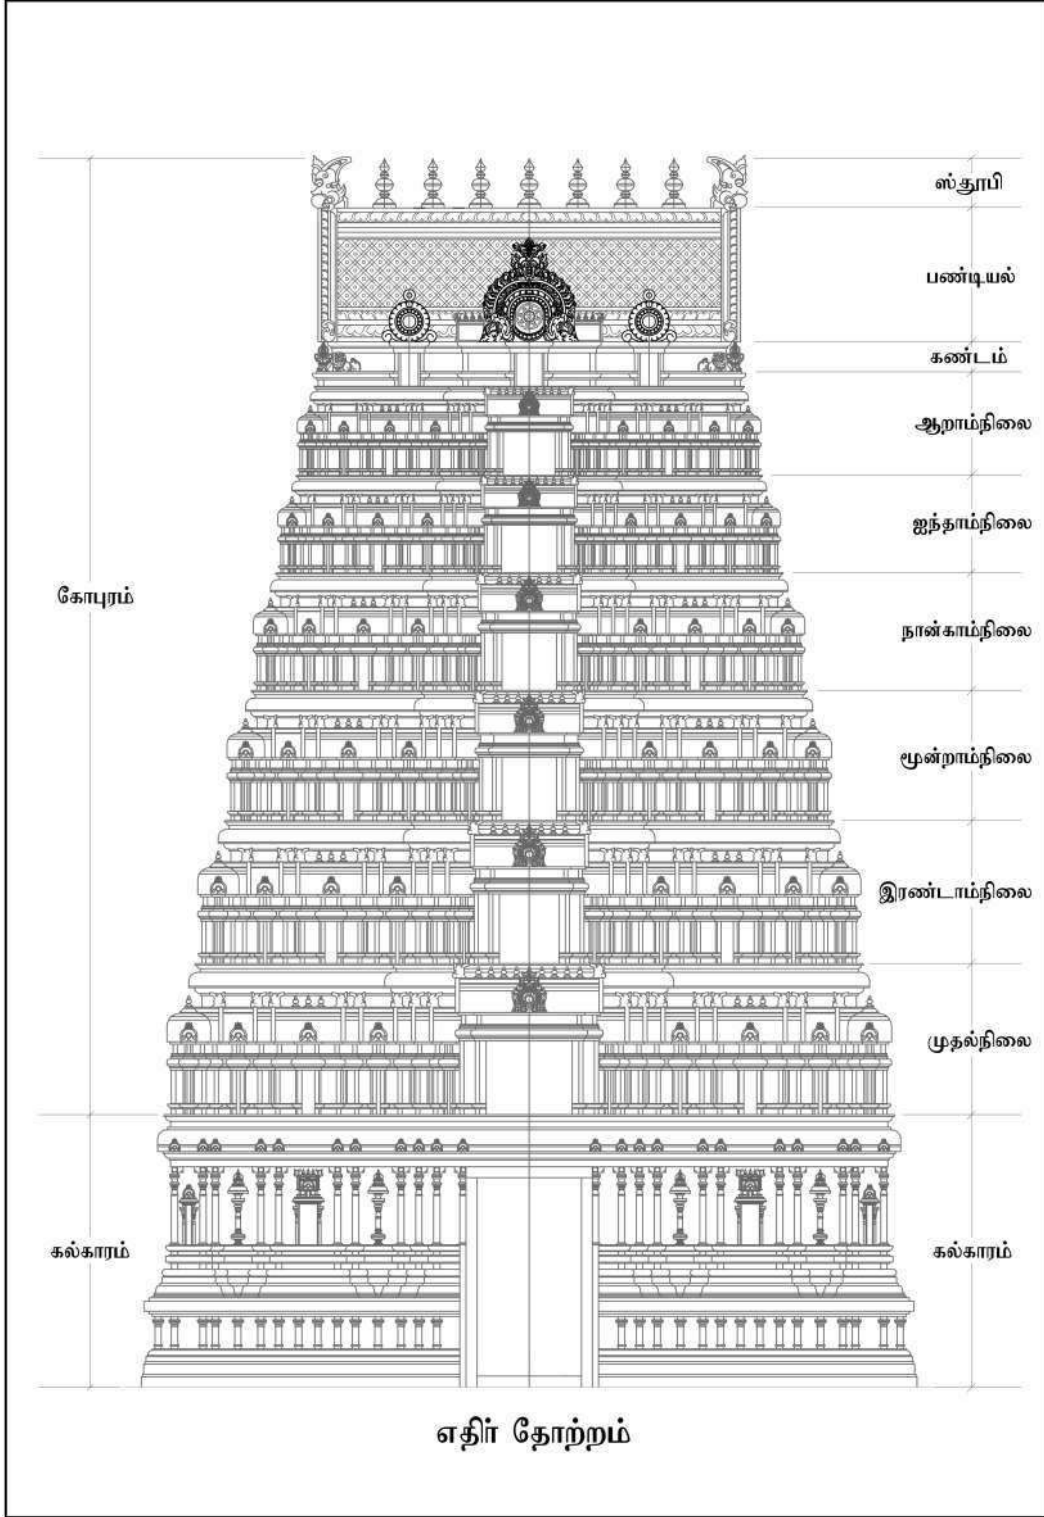 ஸ்தூபி
பண்டியல்
கண்டம்
ஆறாம்நிலை
ஐந்தாம்நிலை
கோபுரம்
நான்காம்நிலை
மூன்றாம்நிலை
இரண்டாம்நிலை
முதல்நிலை
கல்காரம்
கல்காரம்
எதிர் தோற்றம்